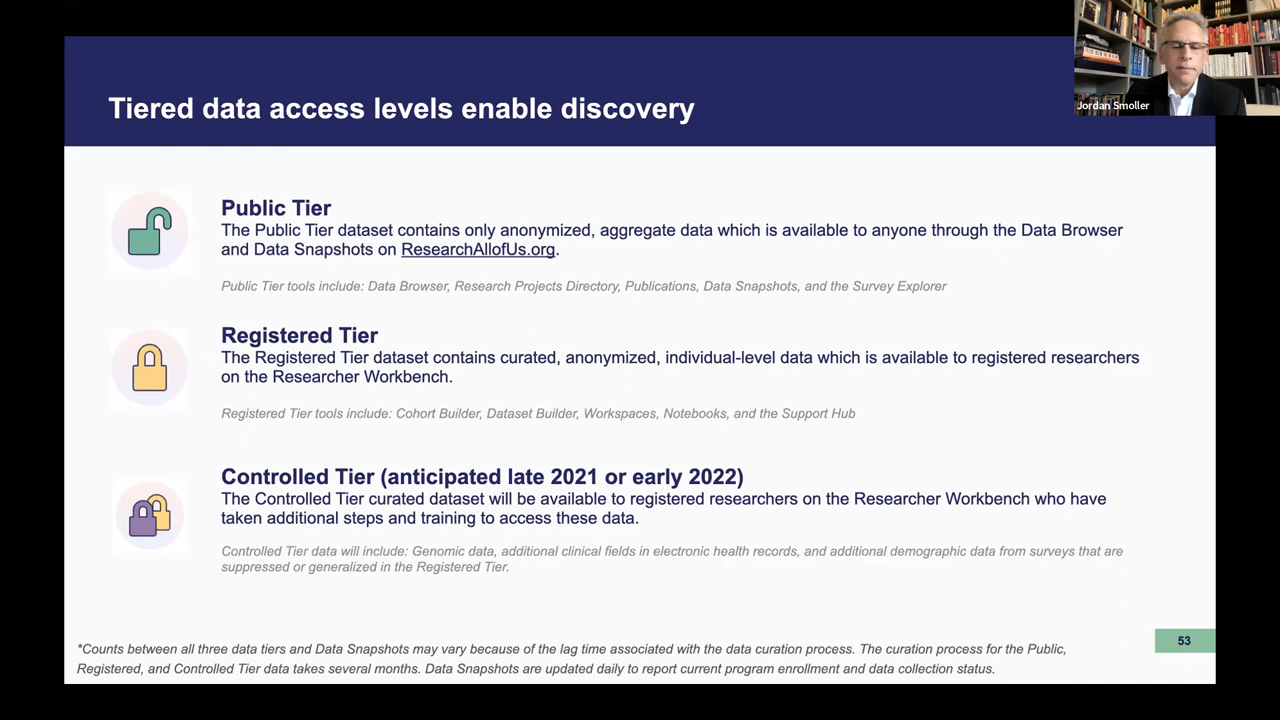 Jordan Smoller
Tiered data access levels enable discovery
Public Tier
The Public Tier dataset contains only anonymized, aggregate data which is available to anyone through the Data Browser
and Data Snapshots on ResearchAllofUs.org.
Public Tier tools include: Data Browser, Research Projects Directory, Publications, Data Snapshots, and the Survey Explorer
Registered Tier
The Registered Tier dataset contains curated, anonymized, individual-level data which is available to registered researchers
on the Researcher Workbench.
Registered Tier tools include: Cohort Builder, Dataset Builder, Workspaces, Notebooks, and the Support Hub
Controlled Tier (anticipated late 2021 or early 2022)
The Controlled Tier curated dataset will be available to registered researchers on the Researcher Workbench who have
taken additional steps and training to access these data.
Controlled Tier data will include: Genomic data, additional clinical fields in electronic health records, and additional demographic data from surveys that are
suppressed or generalized in the Registered Tier.
53
*Counts between all three data tiers and Data Snapshots may vary because of the lag time associated with the data curation process. The curation process for the Public,
Registered, and Controlled Tier data takes several months. Data Snapshots are updated daily to report current program enrollment and data collection status.